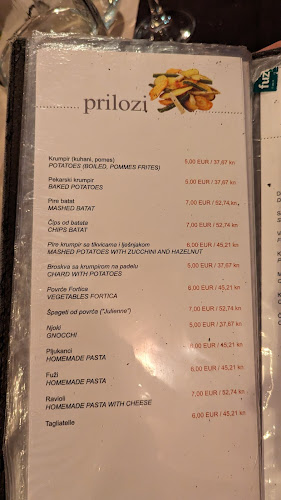 prilozi
Krumpir (kuhani, pomes) 5,00 EUR / 37,67 kn
POTATOES (BOILED, POMMES FRITES)
Pekarski krumpir 5,00 EUR / 37,67 kn
BAKED POTATOES
Pire batat 7,00 EUR / 52,74 kn
MASHED BATAT
Čips od batata 7,00 EUR / 52,74 kn
CHIPS BATAT
Pire krumpir sa tikvicama i lješnjakom 6,00 EUR / 45,21 kn
MASHED POTATOES WITH ZUCCHINI AND HAZELNUT
Broskva sa krumpirom na padelu 5,00 EUR / 37,67 kn
CHARD WITH POTATOES
Povrće Fortica 6,00 EUR / 45,21 kn
VEGETABLES FORTICA
Špageti od povrća ("Julienne") 7,00 EUR / 52,74 kn
Njoki 5,00 EUR / 37,67 kn
GNOCCHI
Pljukanci 6,00 EUR / 45,21 kn
HOMEMADE PASTA
Fuži 6,00 EUR / 45,21 kn
HOMEMADE PASTA
Ravioli 7,00 EUR / 52,74 kn
HOMEMADE PASTA WITH CHEESE
Tagliatelle 6,00 EUR / 45,21 kn
fuži